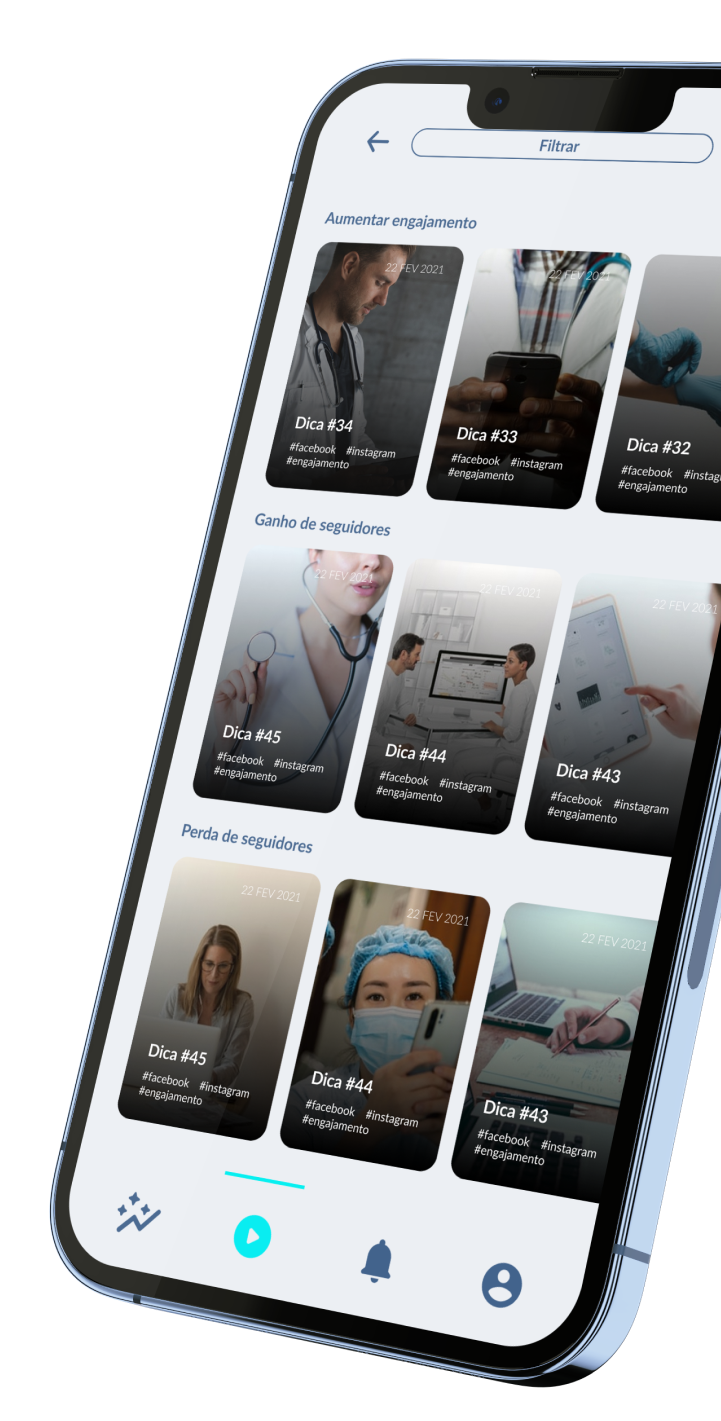 Filtrar
Aumentar engajamento
22 FEV 2021
Dica #34
#facebook #instagram
#engajamento
22 FEV 202
Dica #33
#facebook #instagram
#engajamento
Dica #32
#facebook #instag
#engajamento
Ganho de seguidores
22 FEV 2021
Dica #45
#facebook #instagram
#engajamento
22 FEV 2021
Dica #44
#facebook #instagram
#engajamento
22 FEV 2021
Dica #43
#facebook #instagram
#engajamento
Perda de seguidores
22 FEV 2021
Dica #45
#facebook #instagram
#engajamento
22 FEV 2021
Dica #44
#facebook #instagram
#engajamento
22 FEV 2021
Dica #43
#facebook #instagram
#engajamento